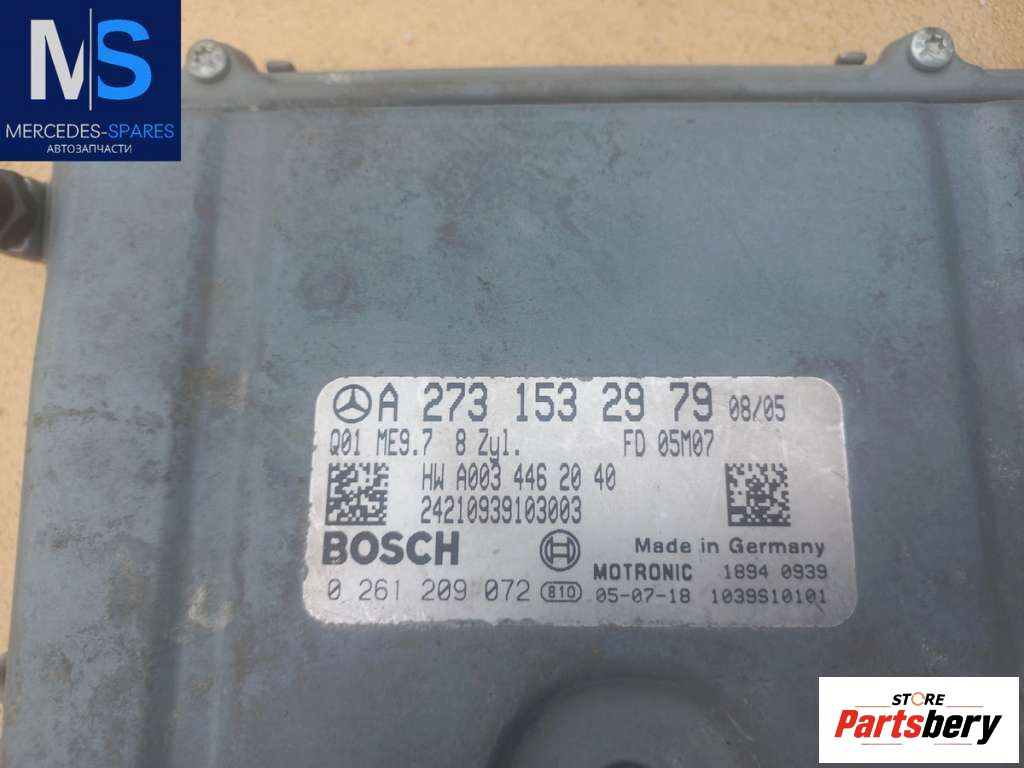 MS
MERCEDES-SPARES
АВТОЗАПЧАСТИ
A 273 153 29 79 08/05
Q01 ME9.7 8 Zyl. FD 05M07
HW A003 446 20 40
24210939103003
BOSCH
Made in Germany
MOTRONIC 1894 0939
0 261 209 072 810 05-07-18 1039S10101
STORE
Partsbery